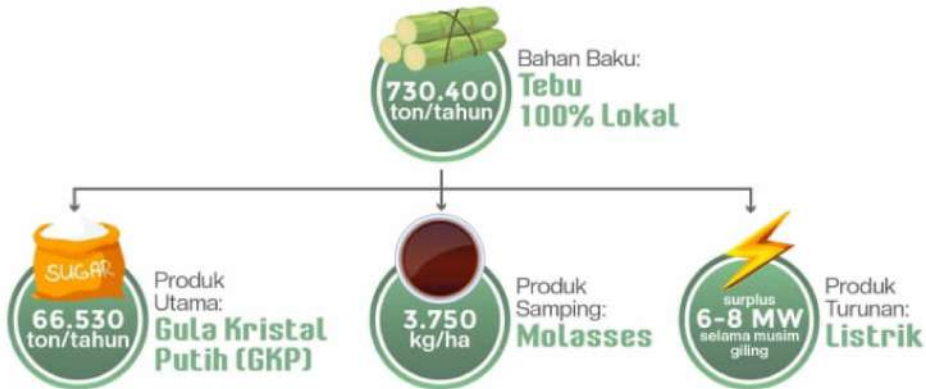 730.400
ton/tahun
Bahan Baku:
Tebu
100% Lokal
SUGAR
66.530
ton/tahun
Produk
Utama:
Gula Kristal
Putih (GKP)
3.750
kg/ha
Produk
Samping:
Molasses
surplus
6-8 MW
selama musim
giling
Produk
Turunan:
Listrik